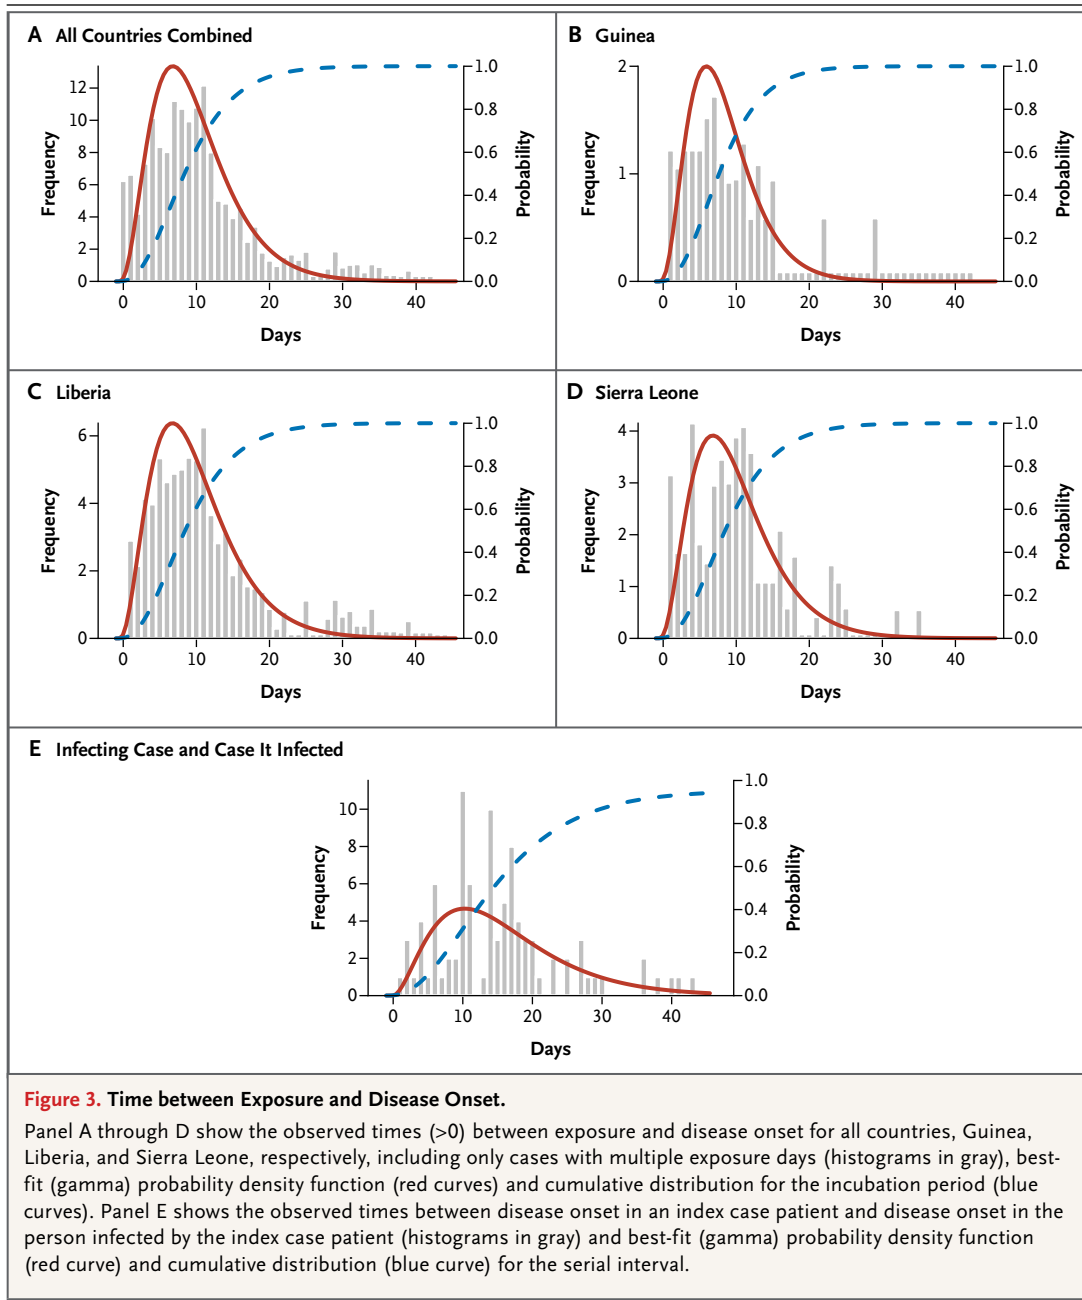 A All Countries Combined
Frequency
12
10
8
6
4
2
0
1.0
0.8
0.6
0.4
0.2
0.0
Probability
0 10 20 30 40
Days
B Guinea
Frequency
2
1
0
1.0
0.8
0.6
0.4
0.2
0.0
Probability
0 10 20 30 40
Days
C Liberia
Frequency
6
4
2
0
1.0
0.8
0.6
0.4
0.2
0.0
Probability
0 10 20 30 40
Days
D Sierra Leone
Frequency
4
3
2
1
0
1.0
0.8
0.6
0.4
0.2
0.0
Probability
0 10 20 30 40
Days
E Infecting Case and Case It Infected
Frequency
10
8
6
4
2
0
1.0
0.8
0.6
0.4
0.2
0.0
Probability
0 10 20 30 40
Days
Figure 3. Time between Exposure and Disease Onset.
Panel A through D show the observed times (>0) between exposure and disease onset for all countries, Guinea,
Liberia, and Sierra Leone, respectively, including only cases with multiple exposure days (histograms in gray), best-
fit (gamma) probability density function (red curves) and cumulative distribution for the incubation period (blue
curves). Panel E shows the observed times between disease onset in an index case patient and disease onset in the
person infected by the index case patient (histograms in gray) and best-fit (gamma) probability density function
(red curve) and cumulative distribution (blue curve) for the serial interval.